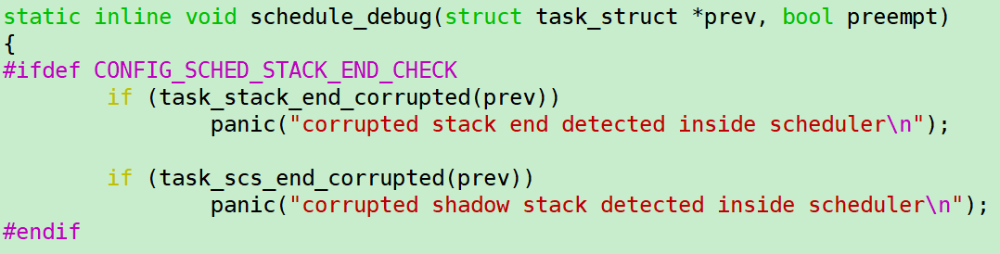 static inline void schedule_debug(struct task_struct *prev, bool preempt)
{
#ifdef CONFIG_SCHED_STACK_END_CHECK
        if (task_stack_end_corrupted(prev))
                panic("corrupted stack end detected inside scheduler\n");

        if (task_scs_end_corrupted(prev))
                panic("corrupted shadow stack detected inside scheduler\n");
#endif